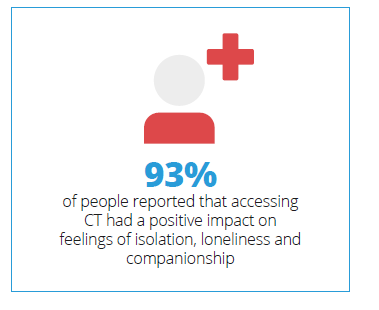 93%
of people reported that accessing
CT had a positive impact on
feelings of isolation, loneliness and
companionship